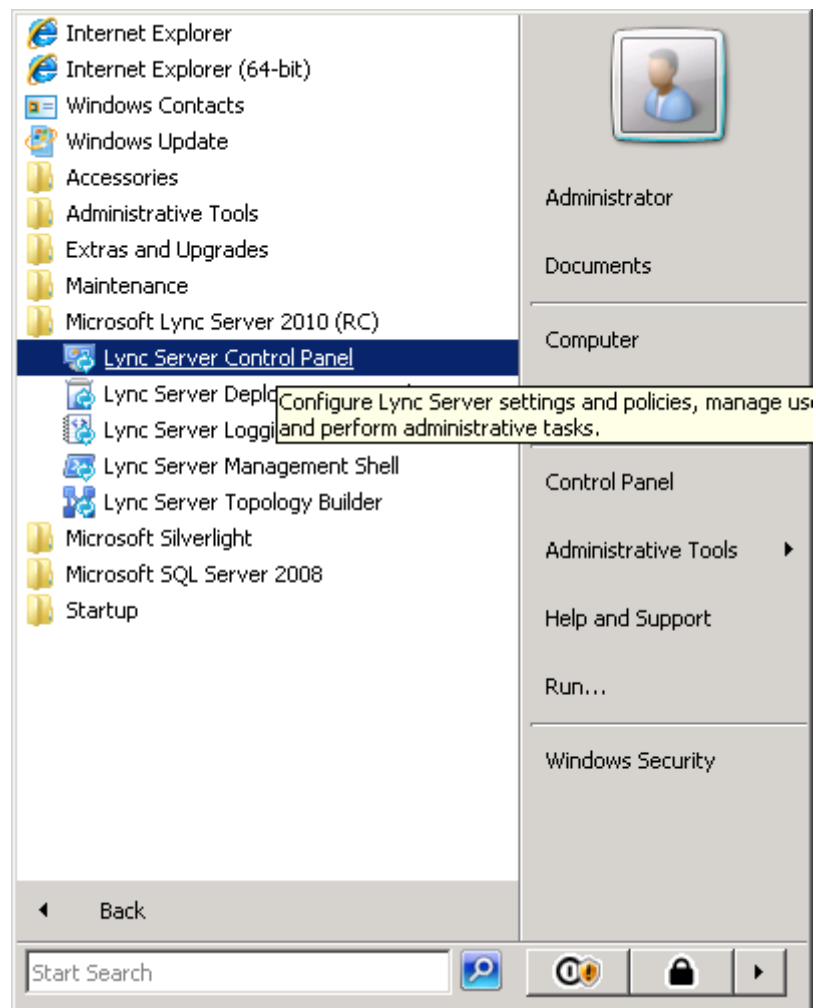 Internet Explorer
Internet Explorer (64-bit)
Windows Contacts
Windows Update
Accessories
Administrative Tools
Extras and Upgrades
Maintenance
Microsoft Lync Server 2010 (RC)
Lync Server Control Panel
Lync Server
Lync Server
Configure Lync Server settings and policies, manage
and perform administrative tasks.
Lync Server Management Shell
Lync Server Topology Builder
Microsoft Silverlight
Microsoft SQL Server 2008
Startup
Back
Start Search
Administrator
Documents
Computer
Control Panel
Administrative Tools
Help and Support
Run...
Windows Security